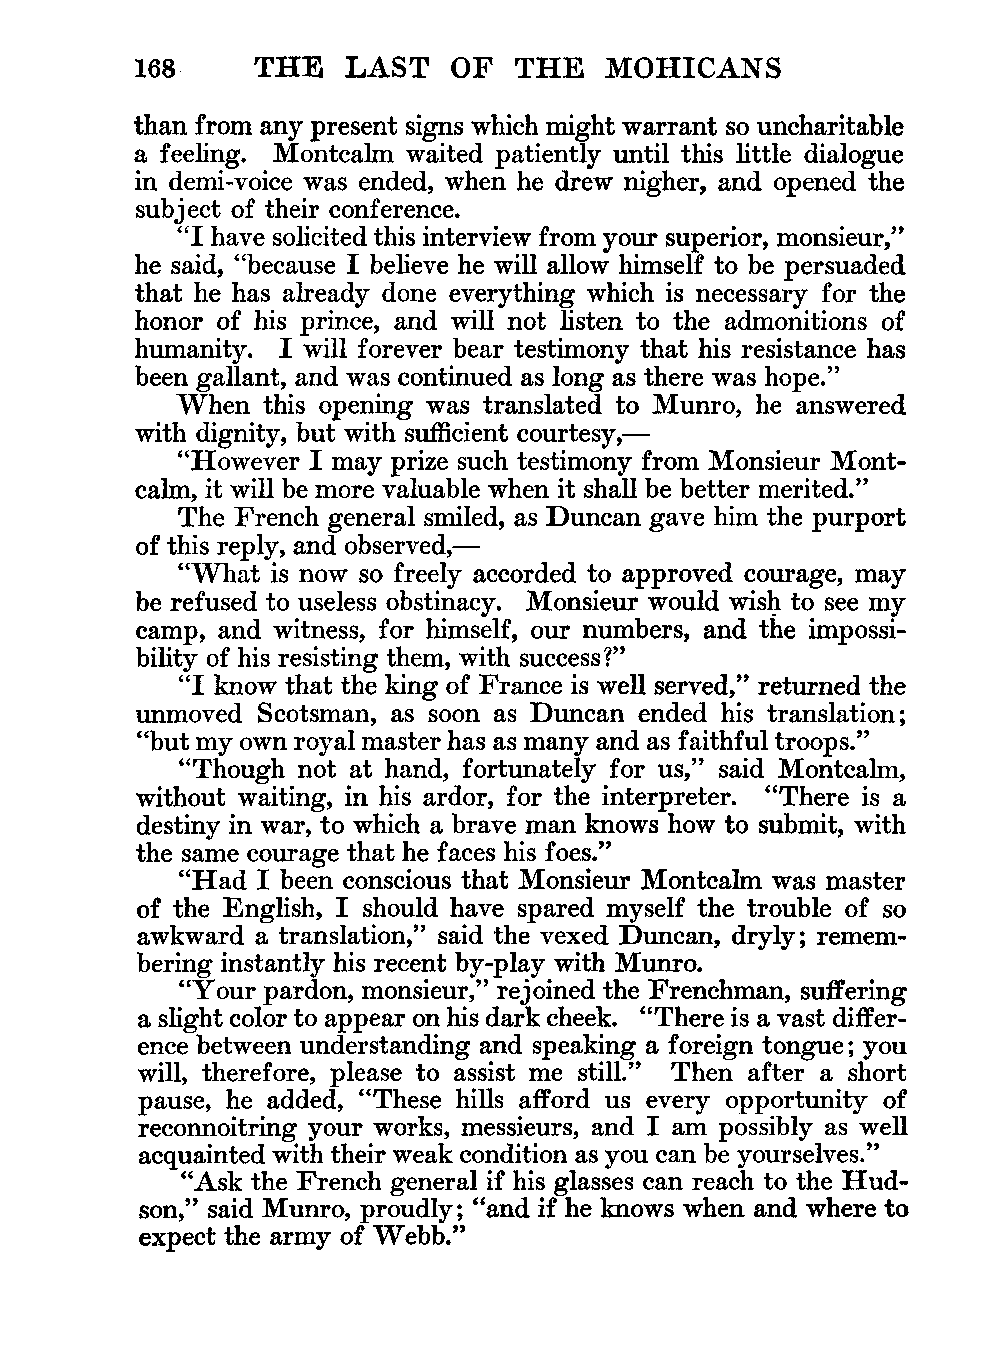 168 THE LAST OF THE MOHICANS
than from any present signs which might warrant so uncharitable
a feeling. Montcalm waited patiently until this little dialogue
in demi-voice was ended, when he drew nigher, and opened the
subject of their conference.
“I have solicited this interview from your superior, monsieur,”
he said, “because I believe he will allow himself to be persuaded
that he has already done everything which is necessary for the
honor of his prince, and will not listen to the admonitions of
humanity. I will forever bear testimony that his resistance has
been gallant, and was continued as long as there was hope.”
When this opening was translated to Munro, he answered
with dignity, but with sufficient courtesy,—
“However I may prize such testimony from Monsieur Mont-
calm, it will be more valuable when it shall be better merited.”
The French general smiled, as Duncan gave him the purport
of this reply, and observed,—
“What is now so freely accorded to approved courage, may
be refused to useless obstinacy. Monsieur would wish to see my
camp, and witness, for himself, our numbers, and the impossi-
bility of his resisting them, with success?”
“I know that the king of France is well served,” returned the
unmoved Scotsman, as soon as Duncan ended his translation;
“but my own royal master has as many and as faithful troops.”
“Though not at hand, fortunately for us,” said Montcalm,
without waiting, in his ardor, for the interpreter. “There is a
destiny in war, to which a brave man knows how to submit, with
the same courage that he faces his foes.”
“Had I been conscious that Monsieur Montcalm was master
of the English, I should have spared myself the trouble of so
awkward a translation,” said the vexed Duncan, dryly; remem-
bering instantly his recent by-play with Munro.
“Your pardon, monsieur,” rejoined the Frenchman, suffering
a slight color to appear on his dark cheek. “There is a vast differ-
ence between understanding and speaking a foreign tongue; you
will, therefore, please to assist me still.” Then after a short
pause, he added, “These hills afford us every opportunity of
reconnoitring your works, messieurs, and I am possibly as well
acquainted with their weak condition as you can be yourselves.”
“Ask the French general if his glasses can reach to the Hud-
son,” said Munro, proudly; “and if he knows when and where to
expect the army of Webb.”